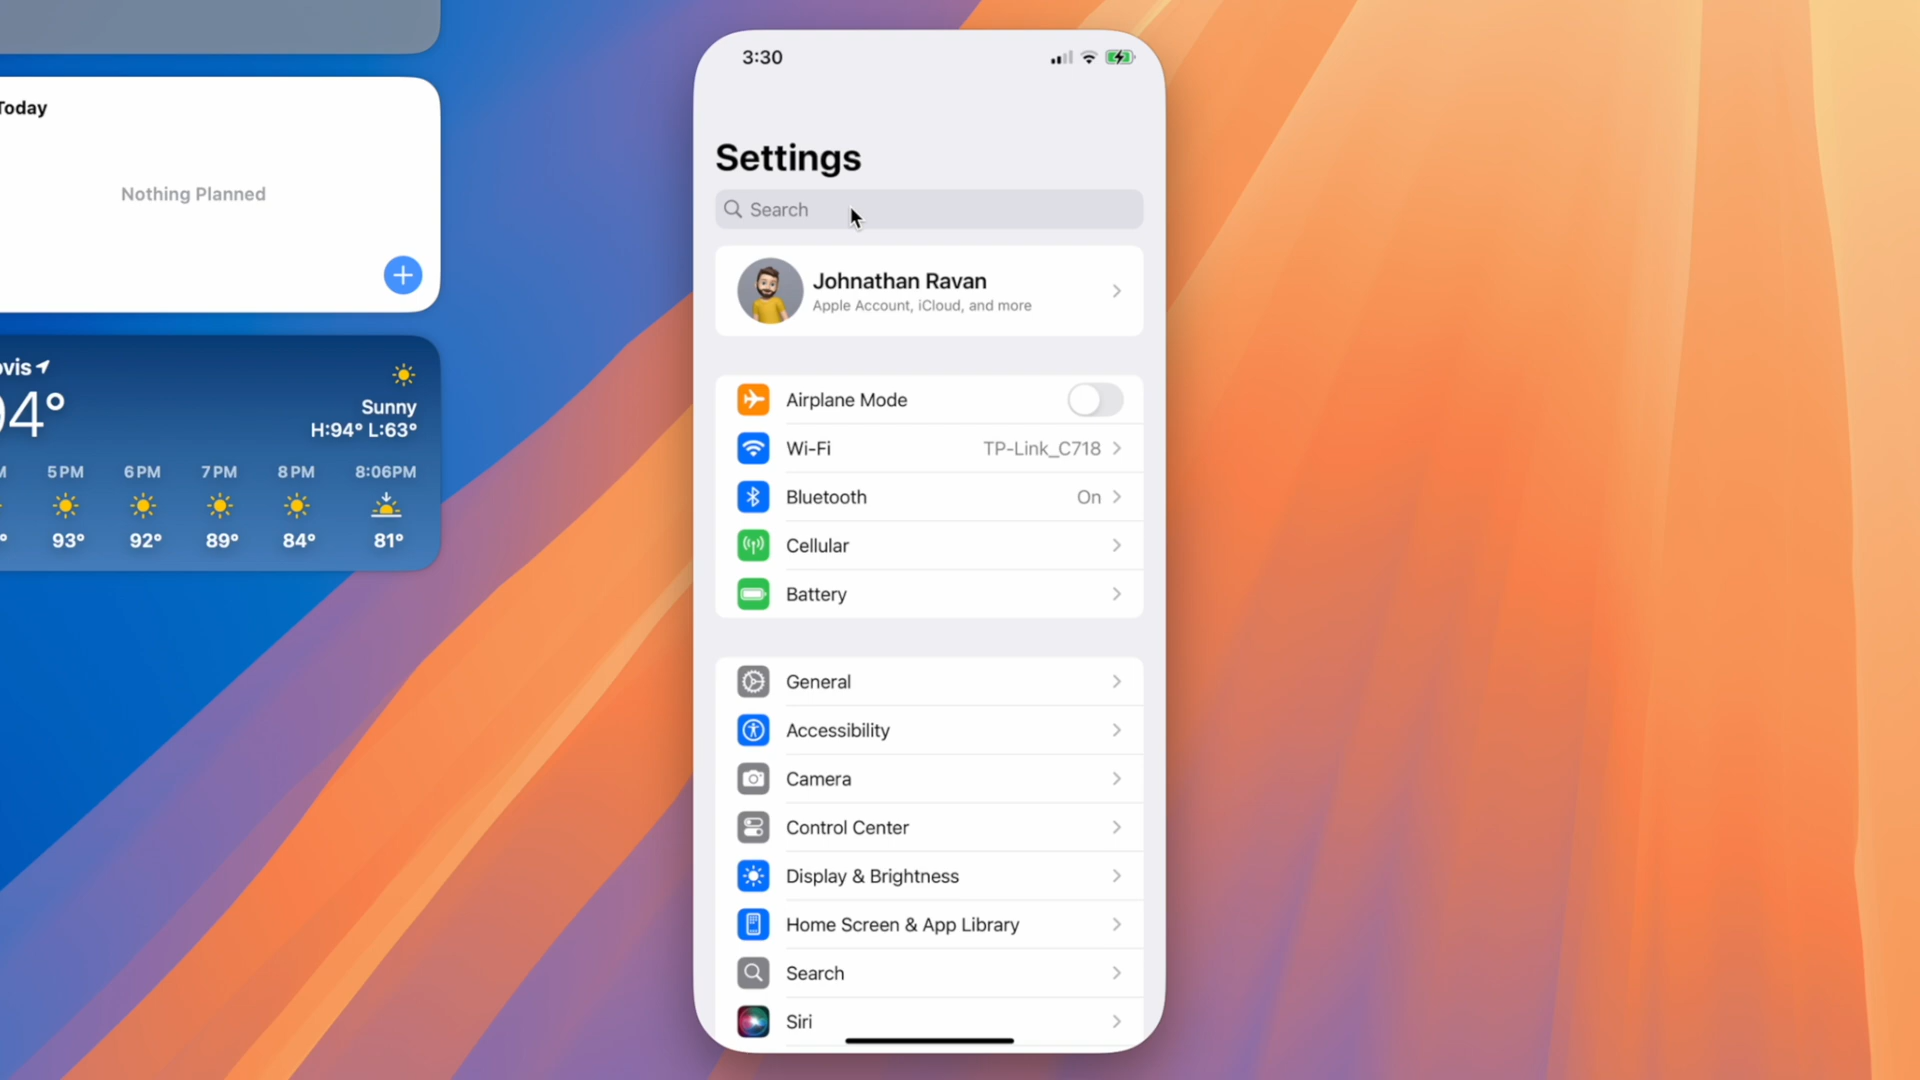 Today
Nothing Planned
Sunny
H:94° L:63°
5PM 6PM 7PM 8PM 8:06PM
93° 92° 89° 84° 81°
3:30
Settings
Search
Johnathan Ravan
Apple Account, iCloud, and more
Airplane Mode
Wi-Fi TP-Link_C718
Bluetooth On
Cellular
Battery
General
Accessibility
Camera
Control Center
Display & Brightness
Home Screen & App Library
Search
Siri